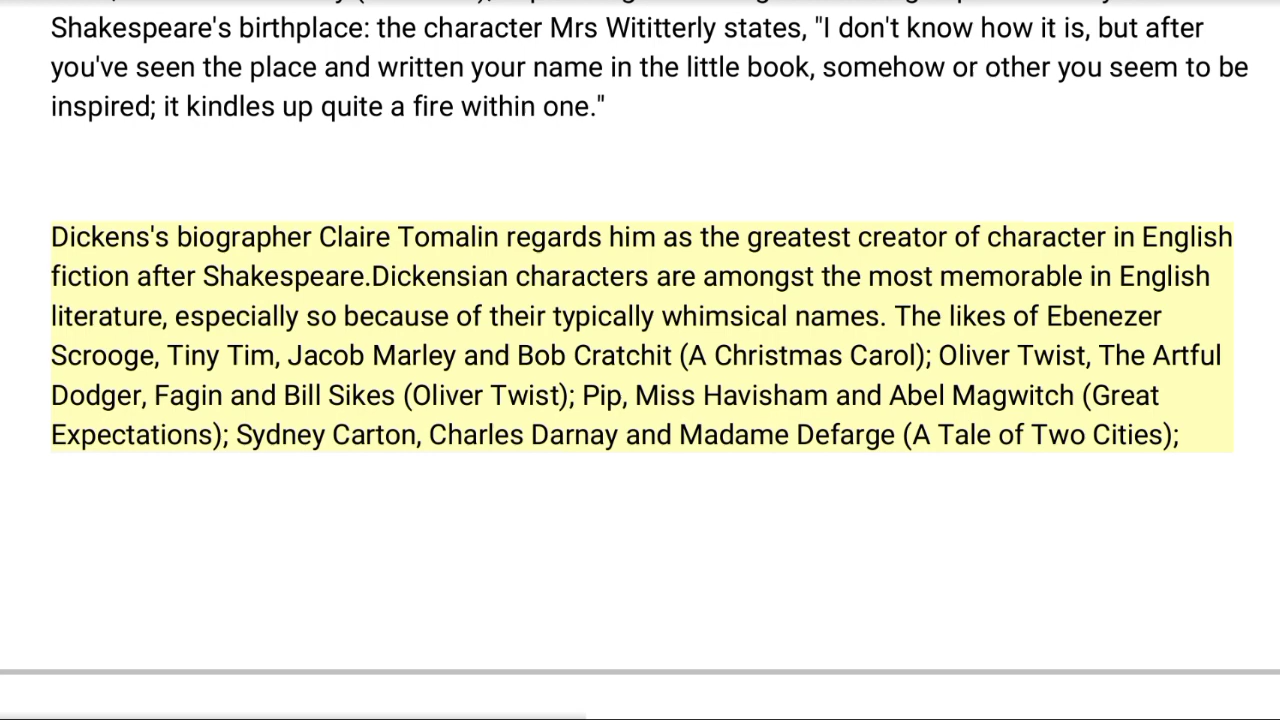 Shakespeare's birthplace: the character Mrs Wititterly states, "I don't know how it is, but after
you've seen the place and written your name in the little book, somehow or other you seem to be
inspired; it kindles up quite a fire within one."
Dickens's biographer Claire Tomalin regards him as the greatest creator of character in English
fiction after Shakespeare.Dickensian characters are amongst the most memorable in English
literature, especially so because of their typically whimsical names. The likes of Ebenezer
Scrooge, Tiny Tim, Jacob Marley and Bob Cratchit (A Christmas Carol); Oliver Twist, The Artful
Dodger, Fagin and Bill Sikes (Oliver Twist); Pip, Miss Havisham and Abel Magwitch (Great
Expectations); Sydney Carton, Charles Darnay and Madame Defarge (A Tale of Two Cities);